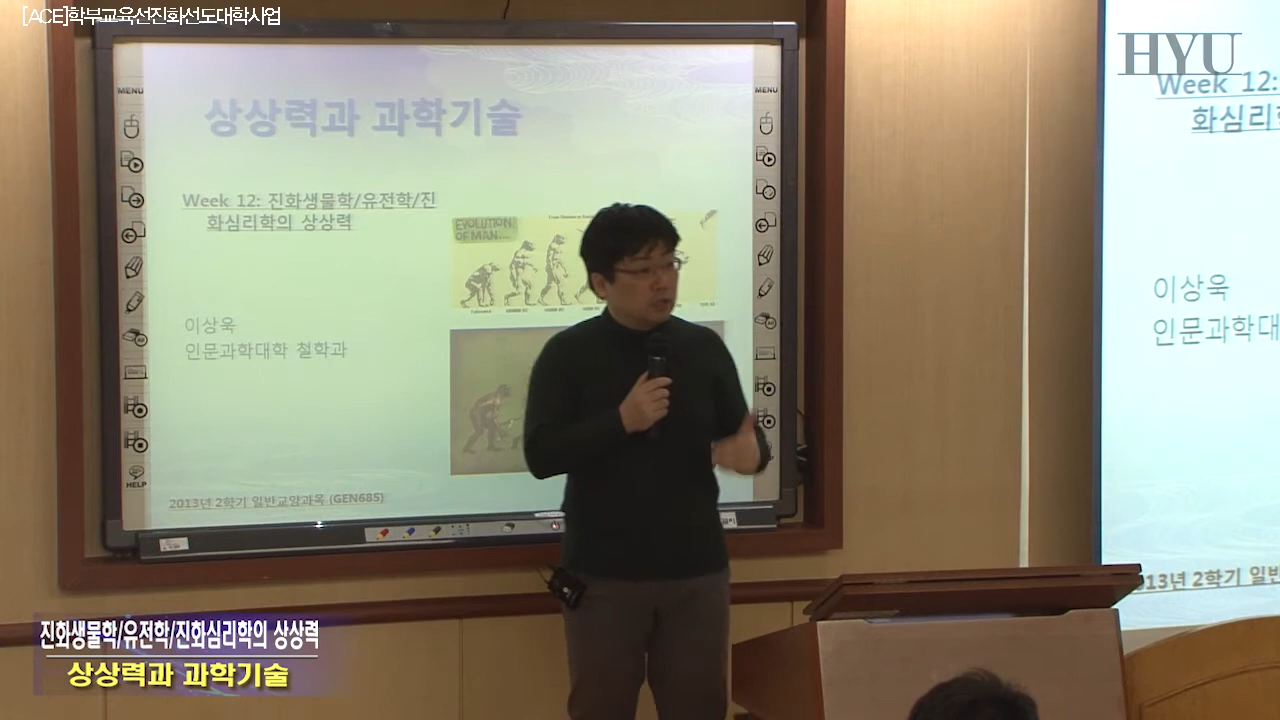 [ACE]학부교육선진화선도대학사업
HYU
MENU
MENU
상상력과 과학기술
Week 12: 진화생물학/유전학/진
화심리학의 상상력
EVOLUTION
OF MAN...
이상욱
인문과학대학 철학과
2013년 2학기 일반교양과목 (GEN685)
HELP
Week 12:
화심리학
이상욱
인문과학대
2013년 2학기 일반
진화생물학/유전학/진화심리학의 상상력
상상력과 과학기술